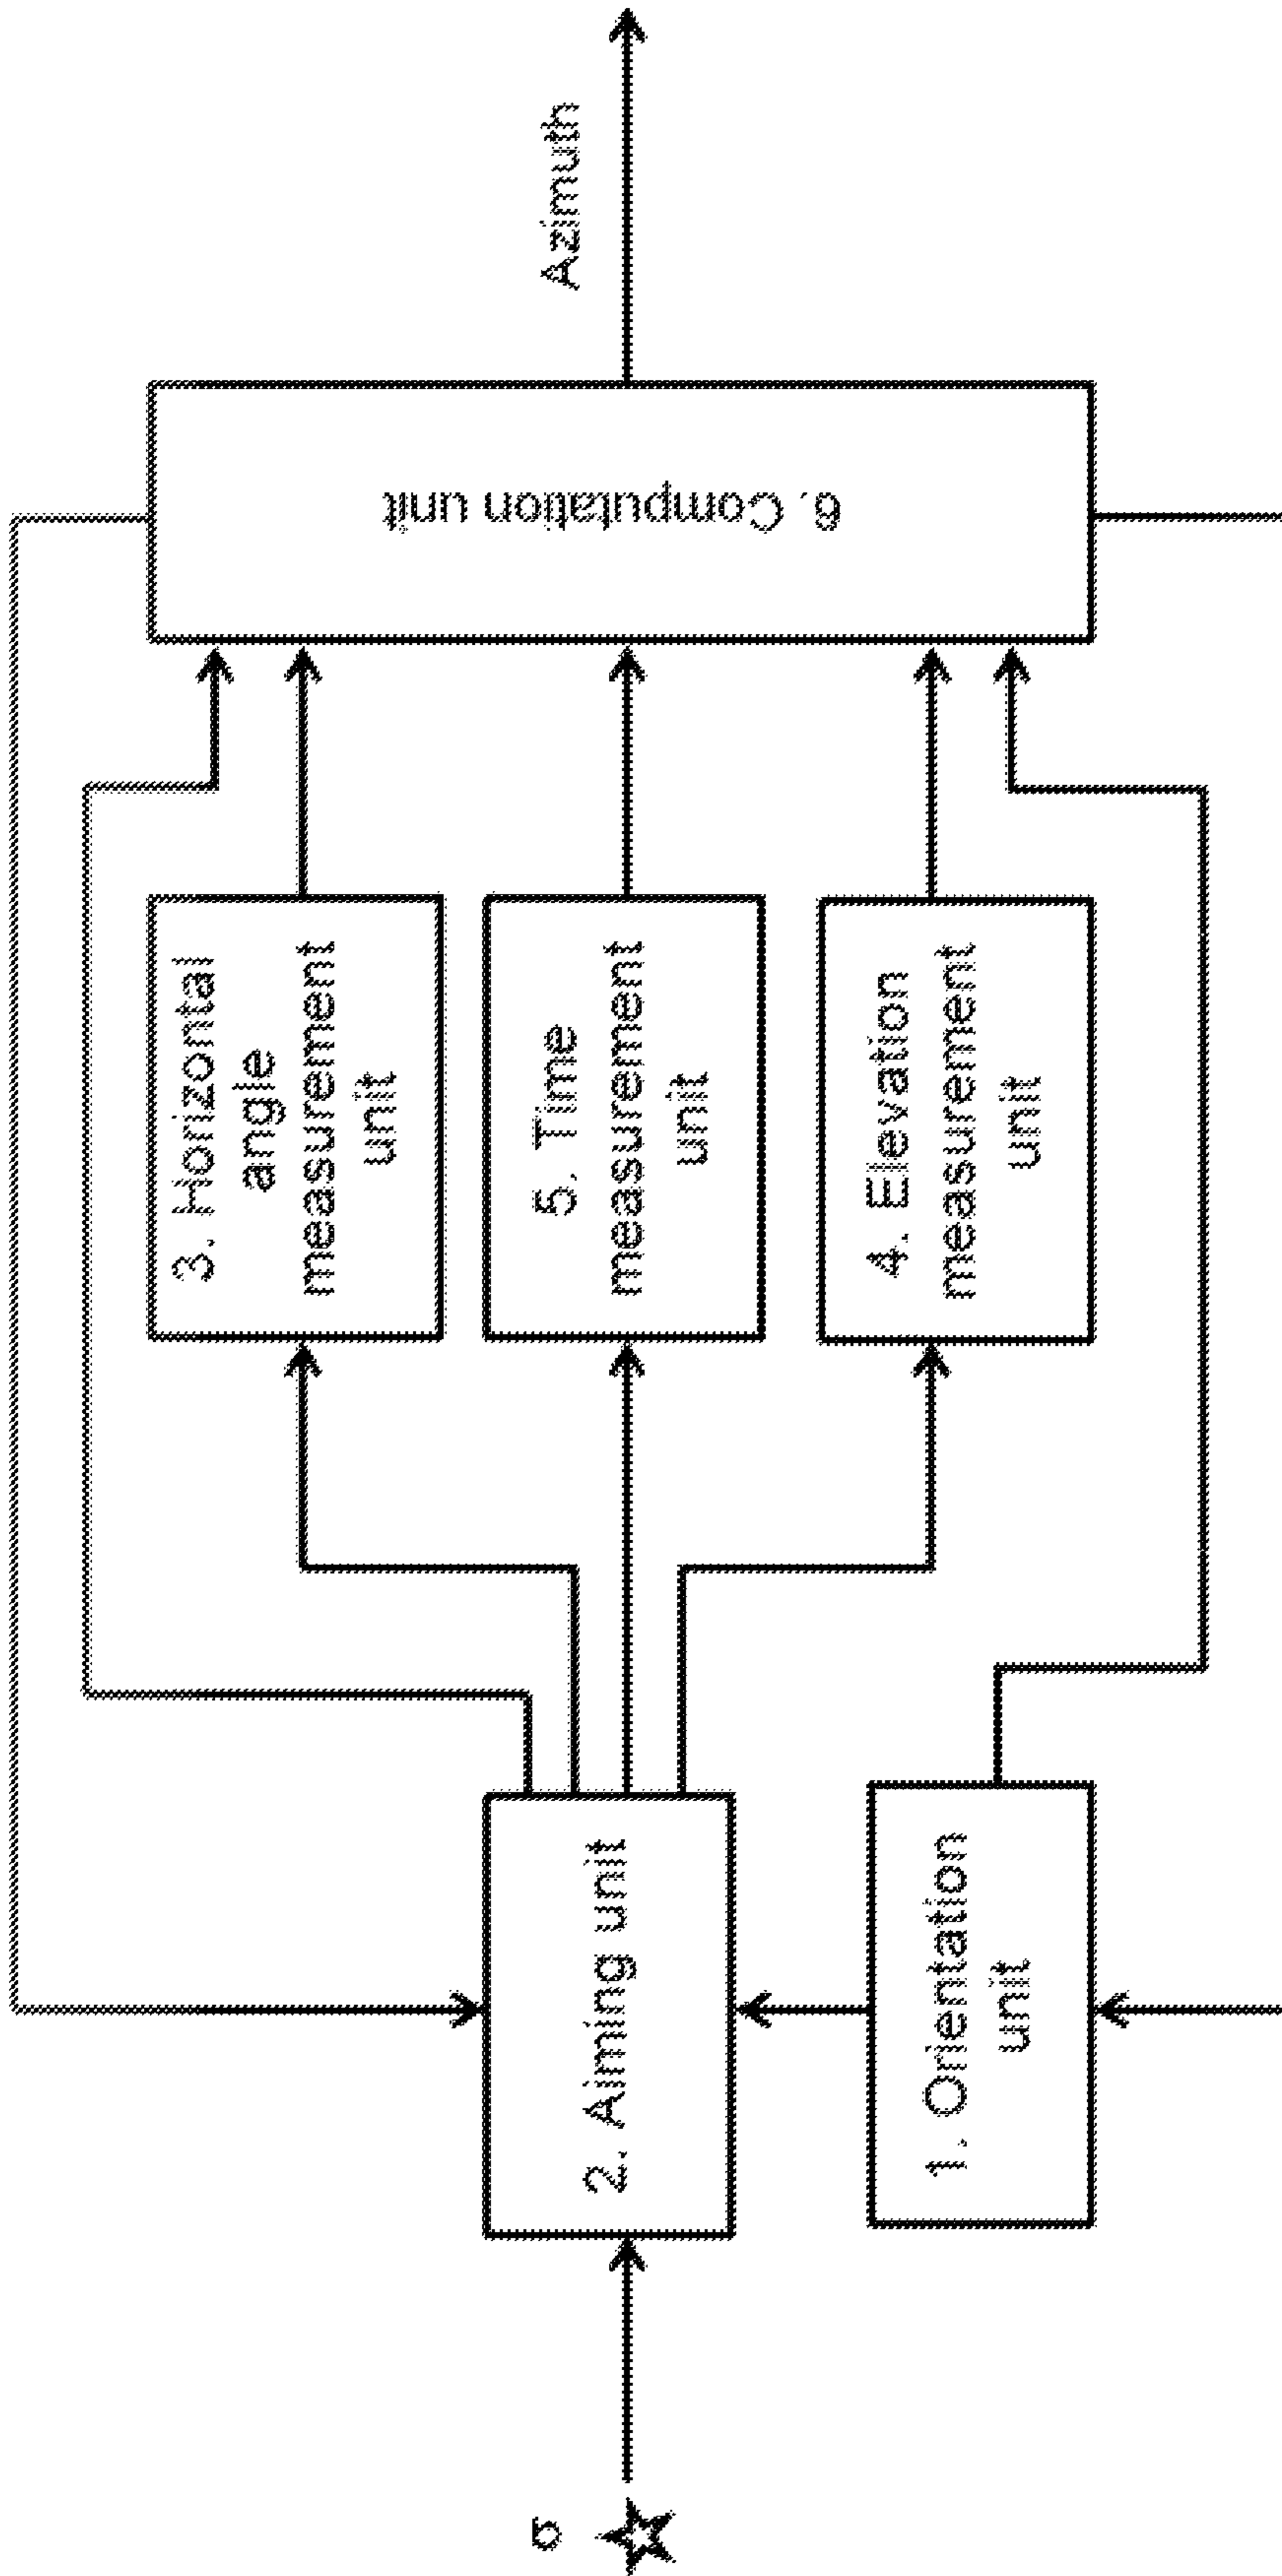 σ
2. Aiming unit
1. Orientation
unit
3. Horizontal
angle
measurement
unit
5. Time
measurement
unit
4. Elevation
measurement
unit
6. Computation unit
Azimuth